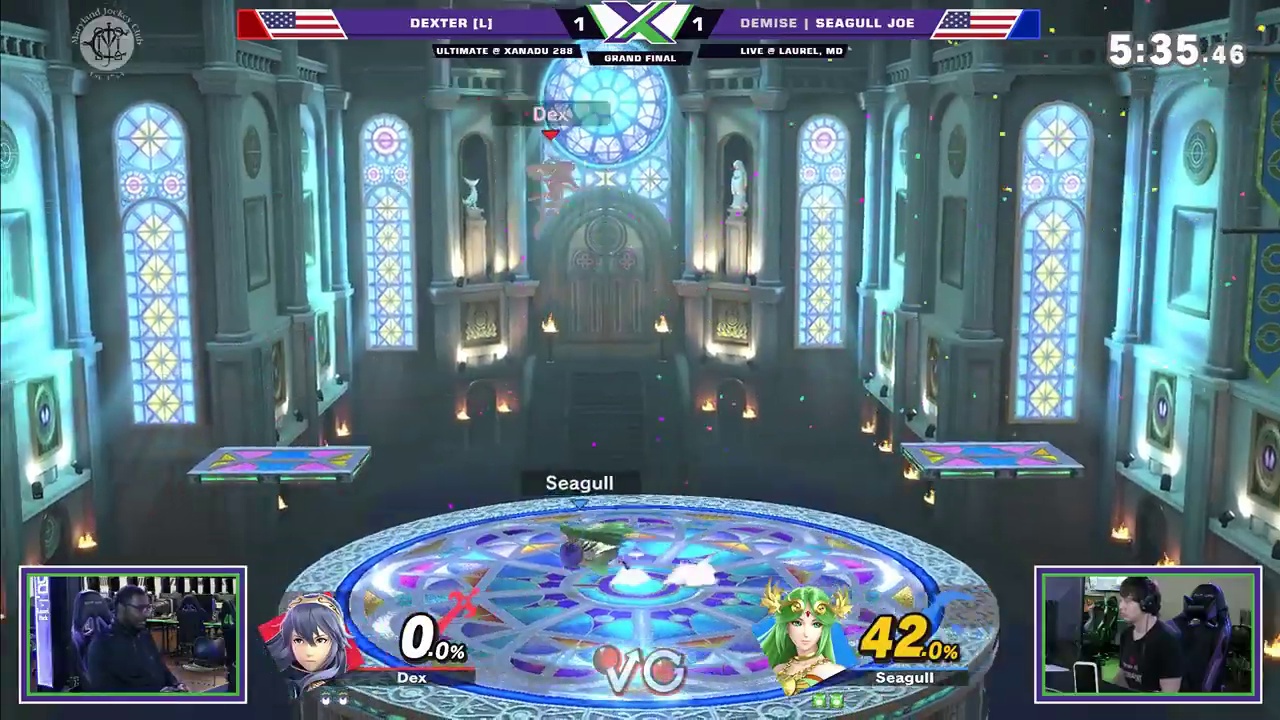 DEXTER [L]
1
1
DEMISE | SEAGULL JOE
ULTIMATE @ XANADU 288
GRAND FINAL
LIVE @ LAUREL, MD
5:35.46
Dex
Seagull
0.0%
Dex
VG
42.0%
Seagull